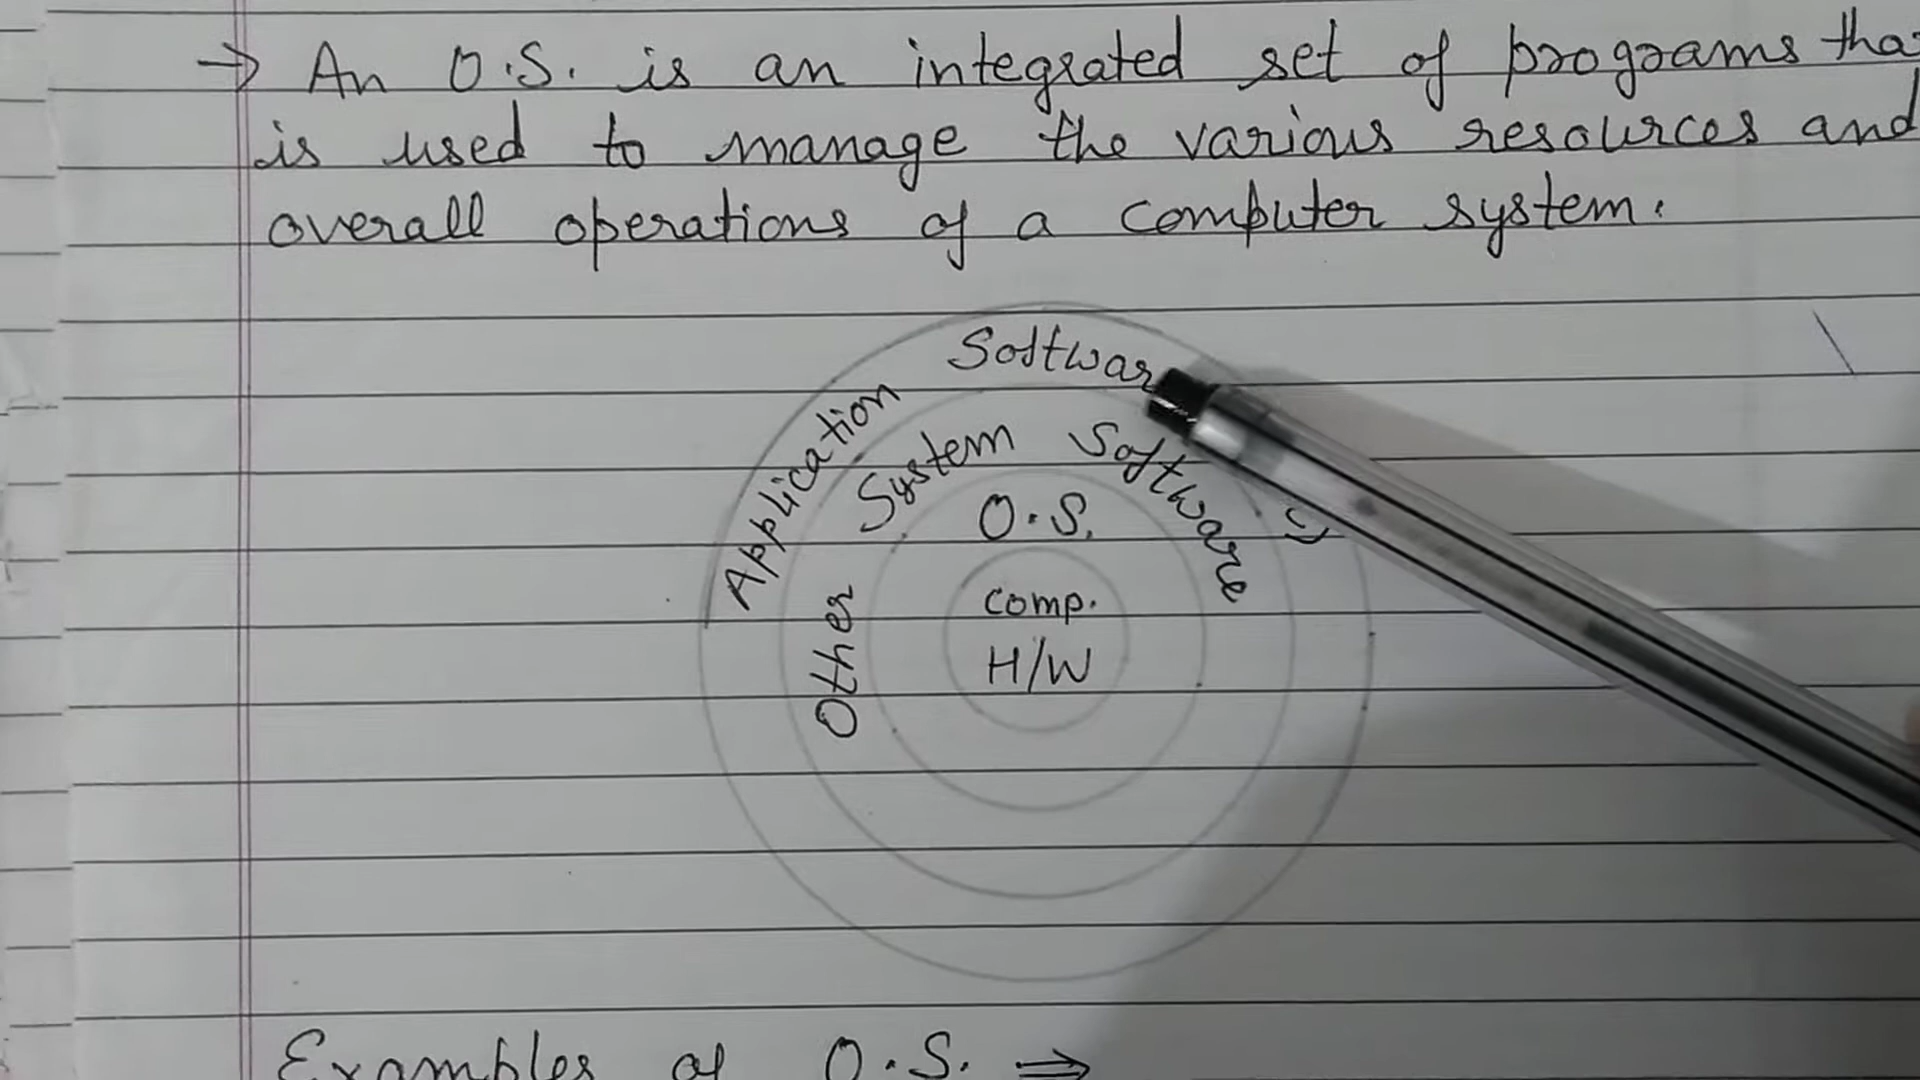 → An O.S. is an integrated set of programs tha
is used to manage the various resources and
overall operations of a computer system.
Application Softwar
Other System Software
O.S.
comp.
H/W
Examples of O.S. ⇒